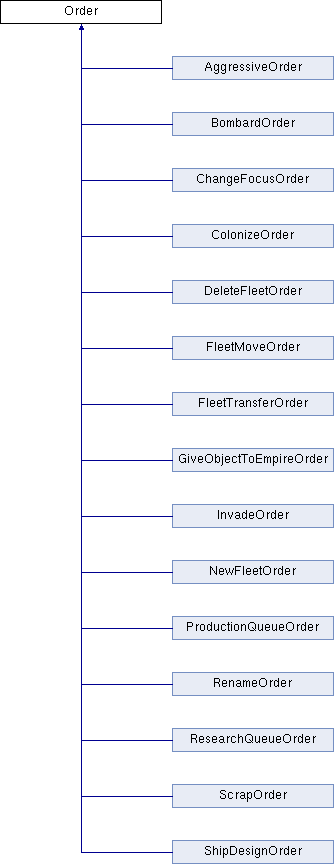 Order
AggressiveOrder
BombardOrder
ChangeFocusOrder
ColonizeOrder
DeleteFleetOrder
FleetMoveOrder
FleetTransferOrder
GiveObjectToEmpireOrder
InvadeOrder
NewFleetOrder
ProductionQueueOrder
RenameOrder
ResearchQueueOrder
ScrapOrder
ShipDesignOrder